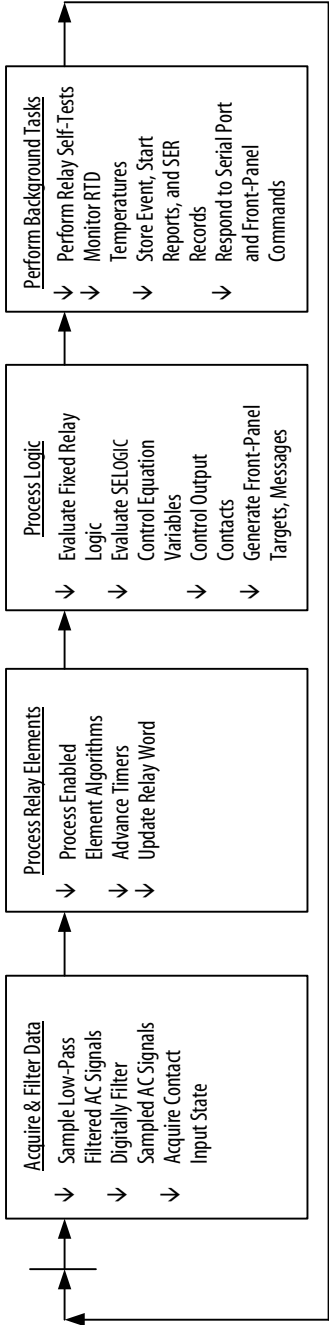 Acquire & Filter Data
↓ Sample Low-Pass
Filtered AC Signals
↓ Digitally Filter
Sampled AC Signals
↓ Acquire Contact
Input State
Process Relay Elements
↓ Process Enabled
Element Algorithms
↓ Advance Timers
↓ Update Relay Word
Process Logic
↓ Evaluate Fixed Relay
Logic
↓ Evaluate SELOGIC
Control Equation
Variables
↓ Control Output
Contacts
↓ Generate Front-Panel
Targets, Messages
Perform Background Tasks
↓ Perform Relay Self-Tests
↓ Monitor RTD
Temperatures
↓ Store Event, Start
Reports, and SER
Records
↓ Respond to Serial Port
and Front-Panel
Commands